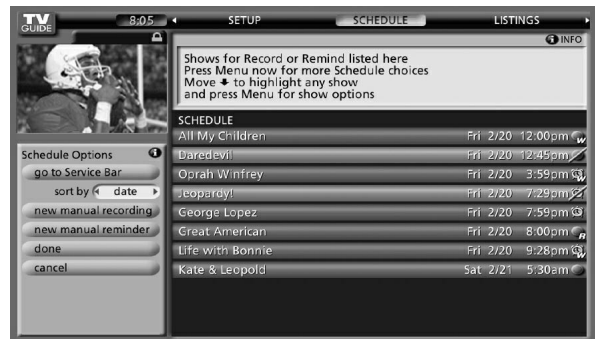 TV
GUIDE
8:05
SETUP
SCHEDULE
LISTINGS
INFO
Shows for Record or Remind listed here
Press Menu now for more Schedule choices
Move to highlight any show
and press Menu for show options
Schedule Options
go to Service Bar
sort by date
new manual recording
new manual reminder
done
cancel
SCHEDULE
All My Children Fri 2/20 12:00pm W
Daredevil Fri 2/20 12:45pm
Oprah Winfrey Fri 2/20 3:59pm W
Jeopardy! Fri 2/20 7:29pm
George Lopez Fri 2/20 7:59pm
Great American Fri 2/20 8:00pm R
Life with Bonnie Fri 2/20 9:28pm W
Kate & Leopold Sat 2/21 5:30am